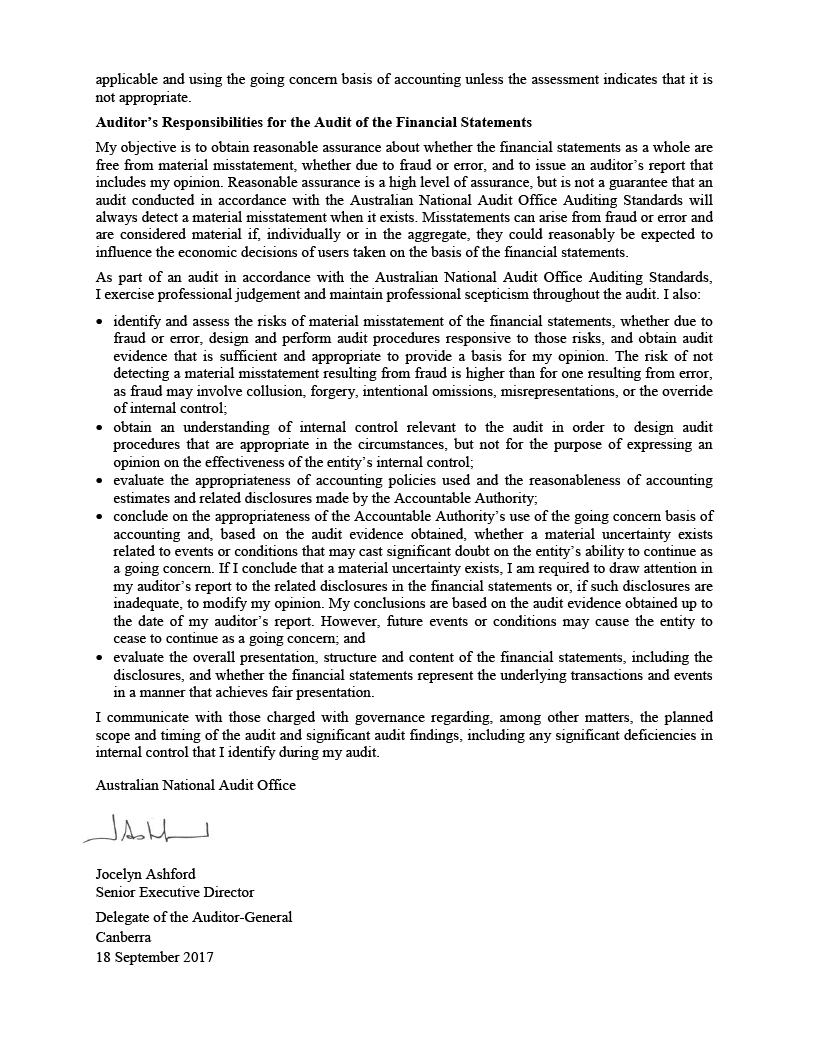 applicable and using the going concern basis of accounting unless the assessment indicates that it is
not appropriate.
Auditor’s Responsibilities for the Audit of the Financial Statements
My objective is to obtain reasonable assurance about whether the financial statements as a whole are
free from material misstatement, whether due to fraud or error, and to issue an auditor’s report that
includes my opinion. Reasonable assurance is a high level of assurance, but is not a guarantee that an
audit conducted in accordance with the Australian National Audit Office Auditing Standards will
always detect a material misstatement when it exists. Misstatements can arise from fraud or error and
are considered material if, individually or in the aggregate, they could reasonably be expected to
influence the economic decisions of users taken on the basis of the financial statements.
As part of an audit in accordance with the Australian National Audit Office Auditing Standards,
I exercise professional judgement and maintain professional scepticism throughout the audit. I also:
• identify and assess the risks of material misstatement of the financial statements, whether due to
fraud or error, design and perform audit procedures responsive to those risks, and obtain audit
evidence that is sufficient and appropriate to provide a basis for my opinion. The risk of not
detecting a material misstatement resulting from fraud is higher than for one resulting from error,
as fraud may involve collusion, forgery, intentional omissions, misrepresentations, or the override
of internal control;
• obtain an understanding of internal control relevant to the audit in order to design audit
procedures that are appropriate in the circumstances, but not for the purpose of expressing an
opinion on the effectiveness of the entity’s internal control;
• evaluate the appropriateness of accounting policies used and the reasonableness of accounting
estimates and related disclosures made by the Accountable Authority;
• conclude on the appropriateness of the Accountable Authority’s use of the going concern basis of
accounting and, based on the audit evidence obtained, whether a material uncertainty exists
related to events or conditions that may cast significant doubt on the entity’s ability to continue as
a going concern. If I conclude that a material uncertainty exists, I am required to draw attention in
my auditor’s report to the related disclosures in the financial statements or, if such disclosures are
inadequate, to modify my opinion. My conclusions are based on the audit evidence obtained up to
the date of my auditor’s report. However, future events or conditions may cause the entity to
cease to continue as a going concern; and
• evaluate the overall presentation, structure and content of the financial statements, including the
disclosures, and whether the financial statements represent the underlying transactions and events
in a manner that achieves fair presentation.
I communicate with those charged with governance regarding, among other matters, the planned
scope and timing of the audit and significant audit findings, including any significant deficiencies in
internal control that I identify during my audit.
Australian National Audit Office
Jocelyn Ashford
Senior Executive Director
Delegate of the Auditor-General
Canberra
18 September 2017